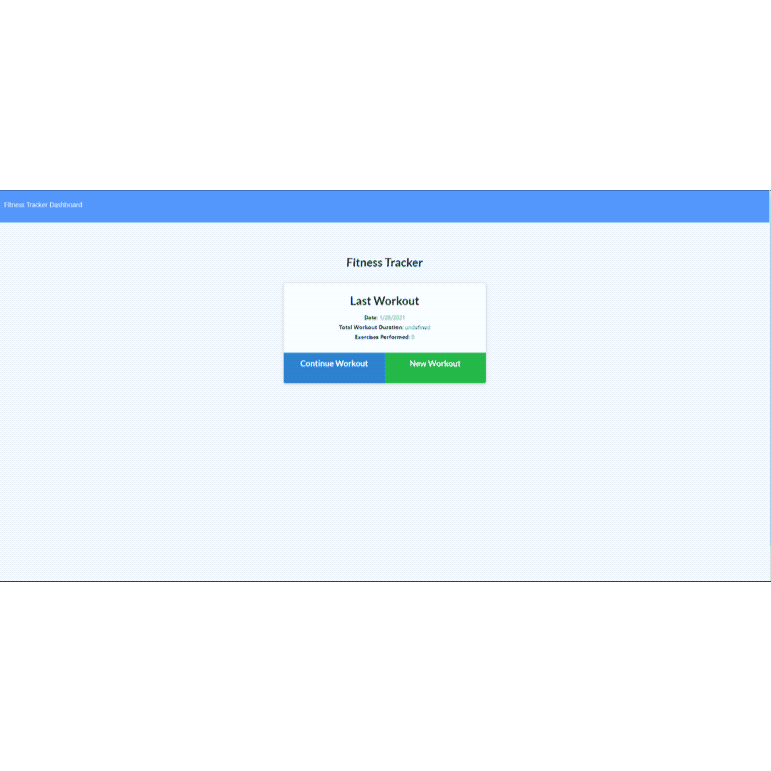 Fitness Tracker Dashboard
Fitness Tracker
Last Workout
Date: 1/28/2021
Total Workout Duration: undefined
Exercises Performed: 0
Continue Workout New Workout